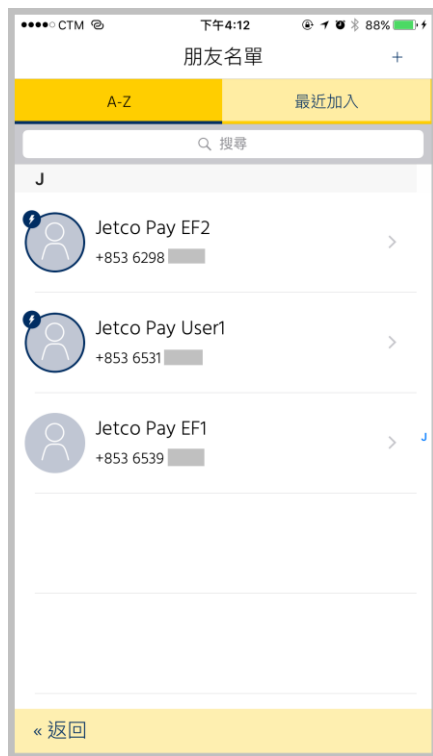 CTM 下午4:12 88%
朋友名單 +
A-Z 最近加入
搜尋
J
Jetco Pay EF2
+853 6298
Jetco Pay User1
+853 6531
Jetco Pay EF1
+853 6539
J
« 返回